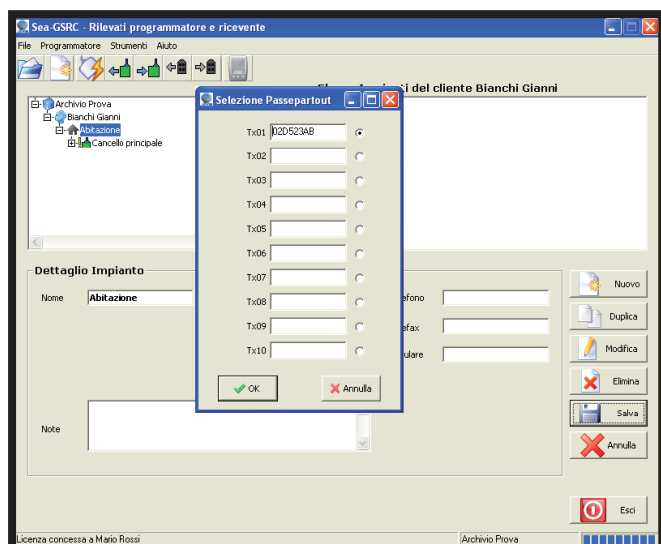 Sea-GSRC - Rilevati programmatore e ricevente
File Programmatore Strumenti Aiuto
ti del cliente Bianchi Gianni
Archivio Prova
Bianchi Gianni
Abitazione
Cancello principale
Selezione Passepartout
Tx01 02D523AB
Tx02
Tx03
Tx04
Tx05
Tx06
Tx07
Tx08
Tx09
Tx10
OK Annulla
Dettaglio Impianto
Nome Abitazione
efono
efax
ulare
Note
Nuovo
Duplica
Modifica
Elimina
Salva
Annulla
Esci
Licenza concessa a Mario Rossi Archivio Prova